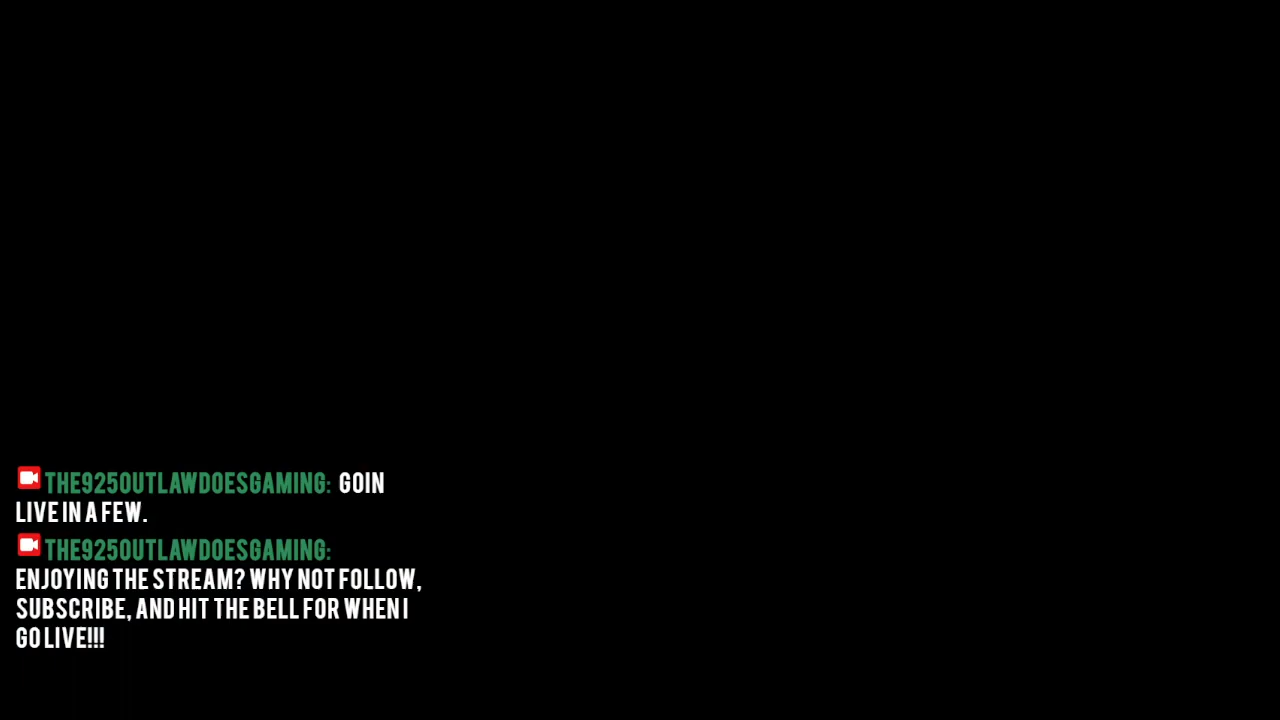 THE925OUTLAWDOESGAMING: GOIN
LIVE IN A FEW.
THE925OUTLAWDOESGAMING:
ENJOYING THE STREAM? WHY NOT FOLLOW,
SUBSCRIBE, AND HIT THE BELL FOR WHEN I
GO LIVE!!!